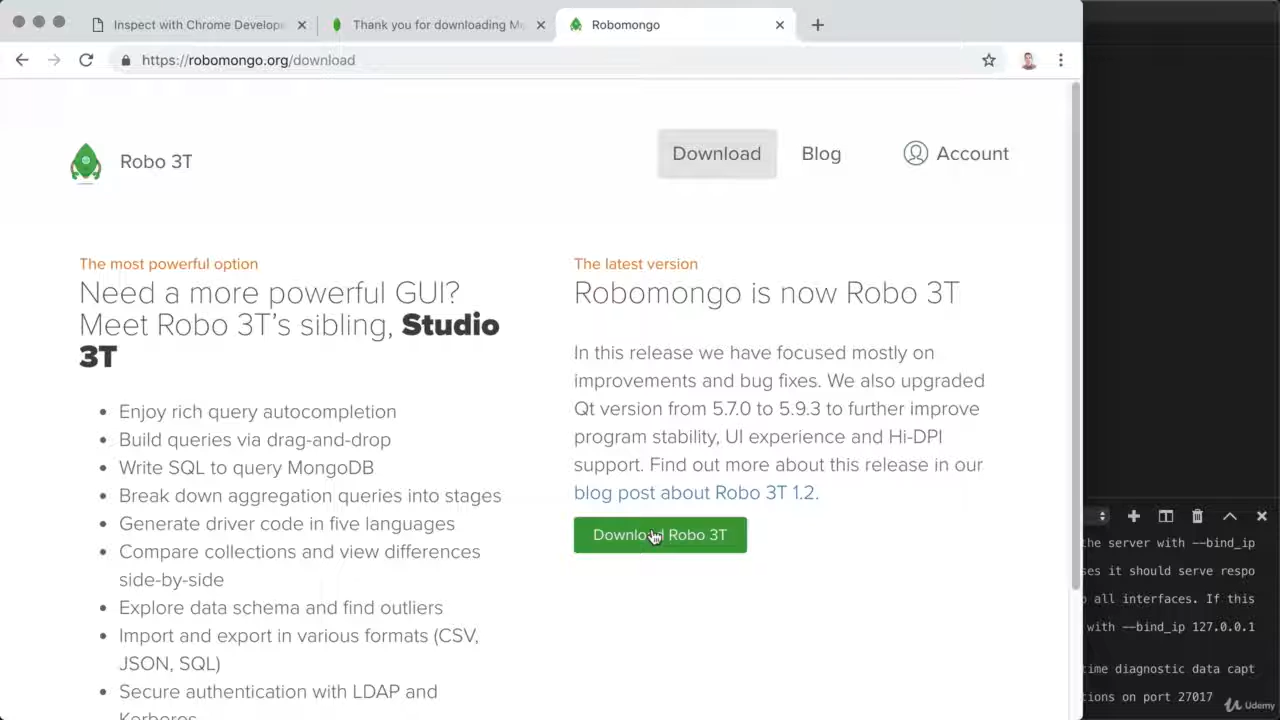 Inspect with Chrome Develope
Thank you for downloading Mo
Robomongo
https://robomongo.org/download
Robo 3T
Download
Blog
Account
The most powerful option
Need a more powerful GUI?
Meet Robo 3T's sibling, Studio
3T
Enjoy rich query autocompletion
Build queries via drag-and-drop
Write SQL to query MongoDB
Break down aggregation queries into stages
Generate driver code in five languages
Compare collections and view differences
side-by-side
Explore data schema and find outliers
Import and export in various formats (CSV,
JSON, SQL)
Secure authentication with LDAP and
Kerberos
The latest version
Robomongo is now Robo 3T
In this release we have focused mostly on
improvements and bug fixes. We also upgraded
Qt version from 5.7.0 to 5.9.3 to further improve
program stability, UI experience and Hi-DPI
support. Find out more about this release in our
blog post about Robo 3T 1.2.
Download Robo 3T
the server with --bind_ip
ses it should serve respo
o all interfaces. If this
with --bind_ip 127.0.0.1
time diagnostic data capt
tions on port 27017
Udemy